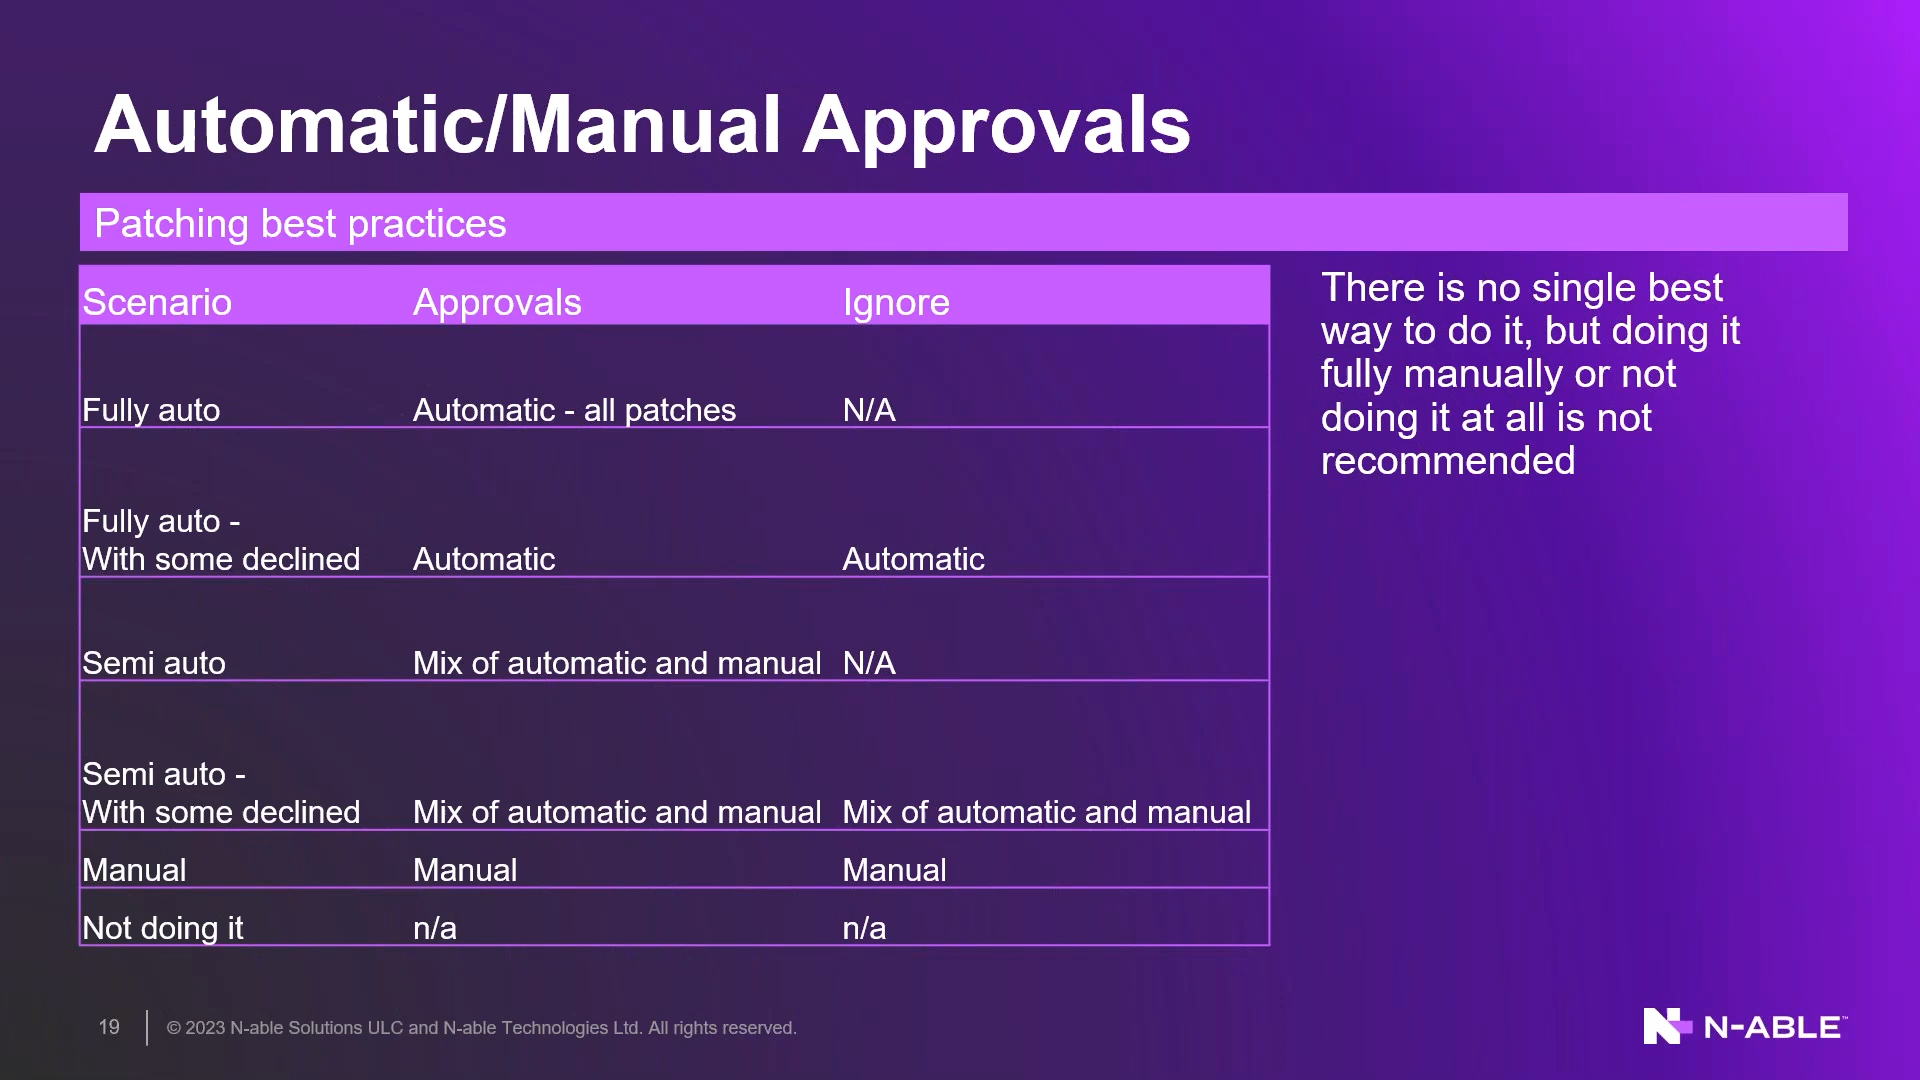 Automatic/Manual Approvals
Patching best practices
Scenario Approvals Ignore
Fully auto Automatic - all patches N/A
Fully auto -
With some declined Automatic Automatic
Semi auto Mix of automatic and manual N/A
Semi auto -
With some declined Mix of automatic and manual Mix of automatic and manual
Manual Manual Manual
Not doing it n/a n/a
There is no single best
way to do it, but doing it
fully manually or not
doing it at all is not
recommended
19 © 2023 N-able Solutions ULC and N-able Technologies Ltd. All rights reserved.
N-ABLE™